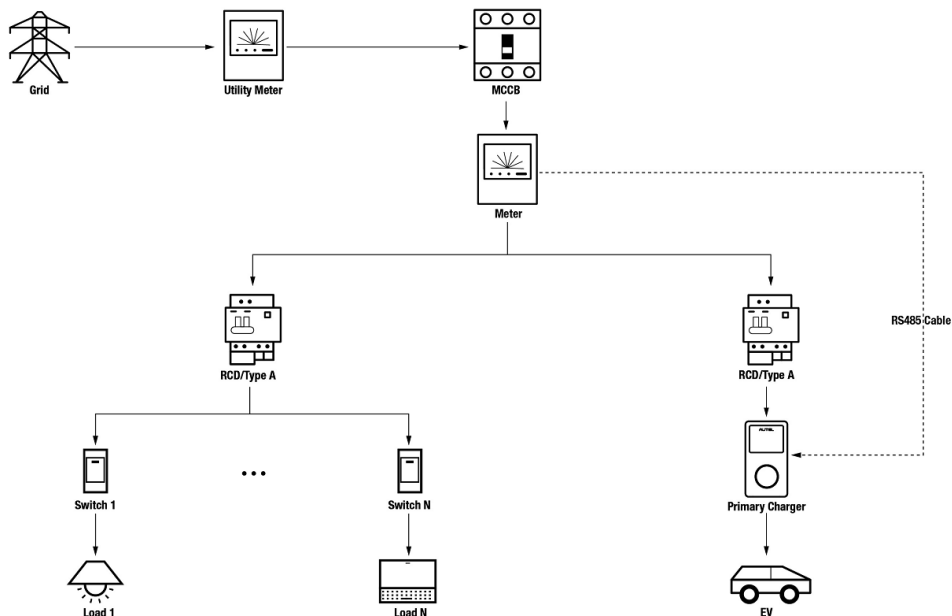 Grid
Utility Meter
MCCB
Meter
RS485 Cable
RCD/Type A
RCD/Type A
AUTEL
Switch 1
...
Switch N
Primary Charger
Load 1
Load N
EV